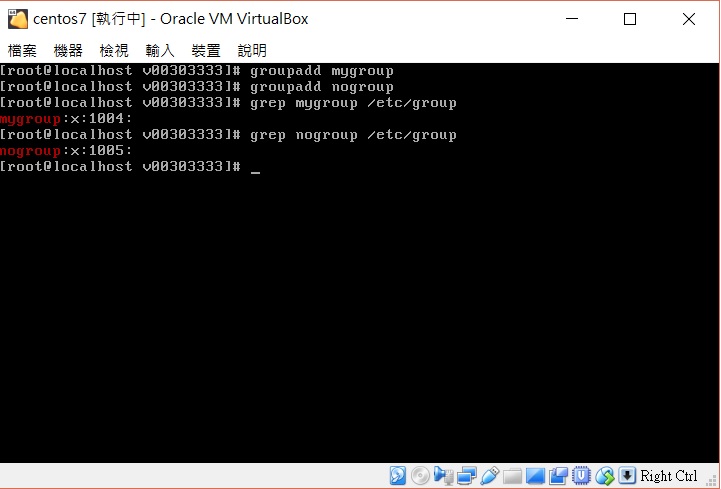 centos7 [執行中] - Oracle VM VirtualBox
檔案 機器 檢視 輸入 裝置 說明
[root@localhost v00303333]# groupadd mygroup
[root@localhost v00303333]# groupadd nogroup
[root@localhost v00303333]# grep mygroup /etc/group
mygroup:x:1004:
[root@localhost v00303333]# grep nogroup /etc/group
nogroup:x:1005:
[root@localhost v00303333]# _
Right Ctrl